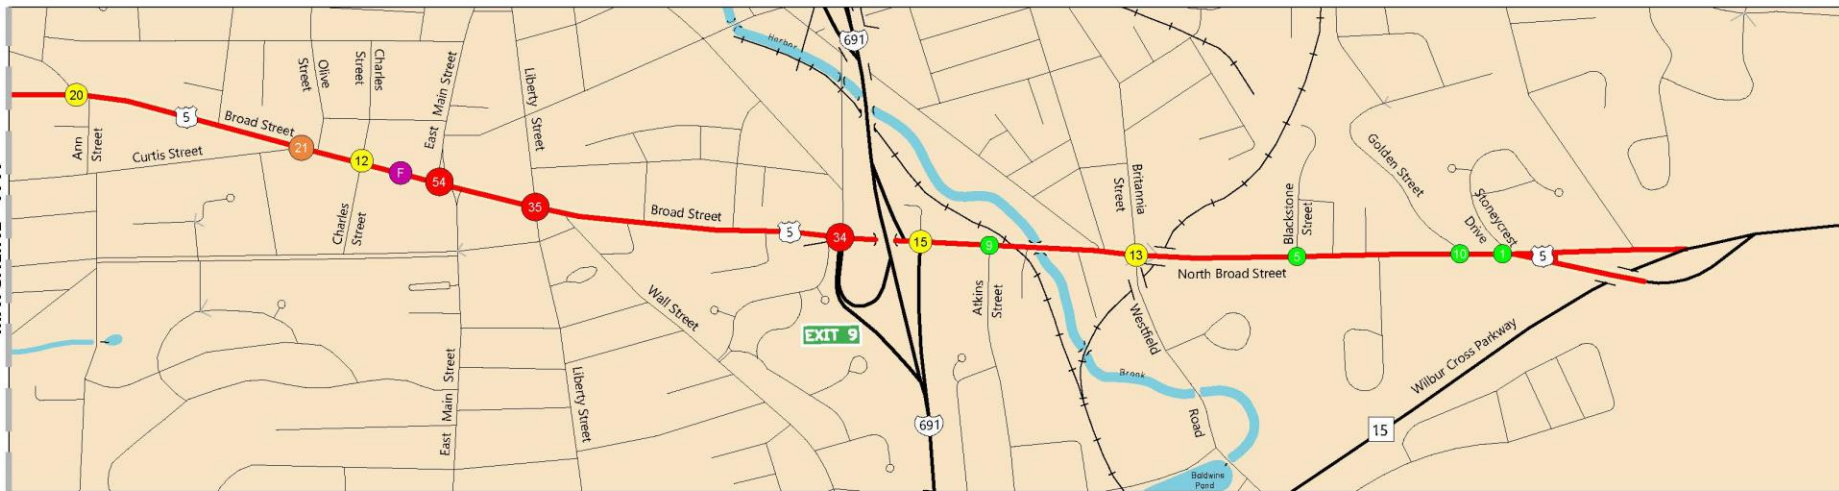 691
Harbor
20
5
Broad Street
Olive
Street
Charles
Street
East Main Street
Liberty Street
Ann
Street
Curtis Street
21
12
F
54
35
Charles
Street
Broad Street
5
34
15
9
13
Britannia
Street
Blackstone
Street
5
Golden Street
Stoneycrest
Drive
10
1
5
North Broad Street
Atkins
Street
Wall Street
EXIT 9
Westfield
Road
Wilbur Cross Parkway
15
East Main Street
Liberty Street
691
Brook
Baldwins
Pond